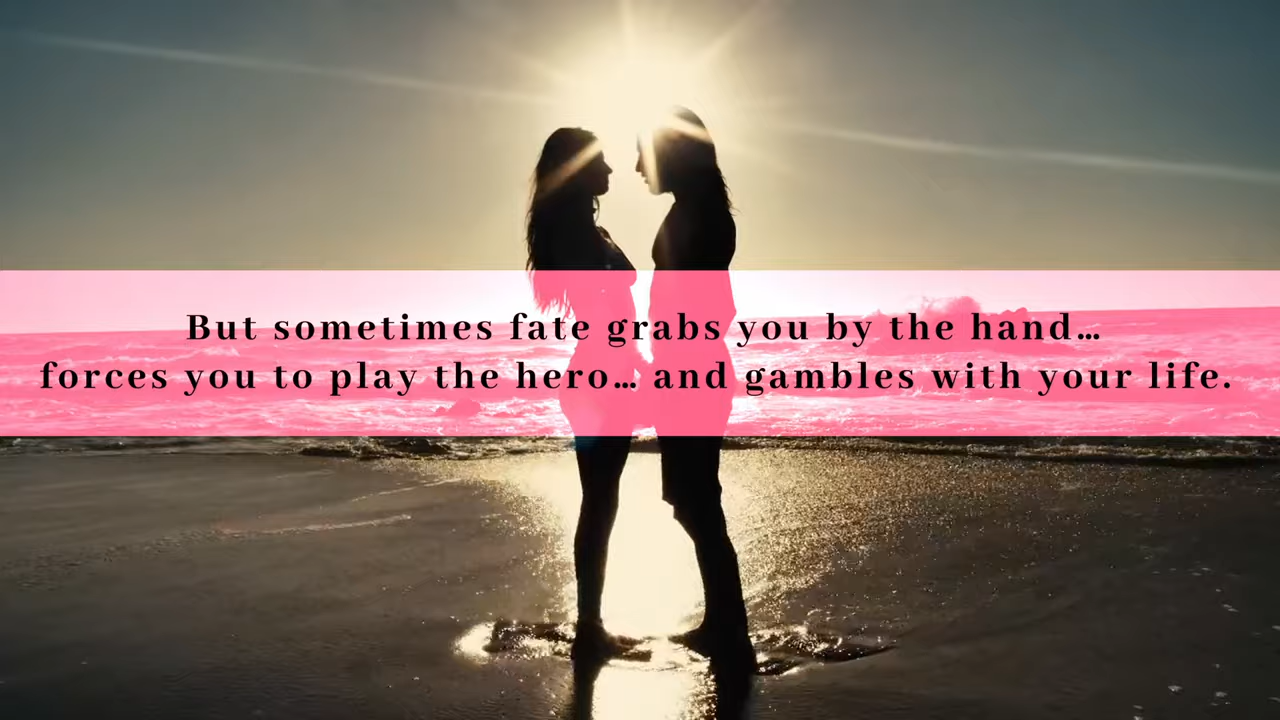 But sometimes fate grabs you by the hand…
forces you to play the hero… and gambles with your life.